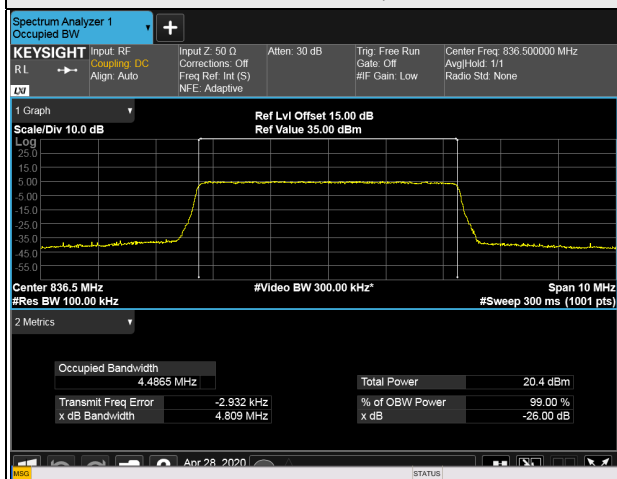 Spectrum Analyzer 1
Occupied BW
+
KEYSIGHT Input: RF Input Z: 50 Ω Atten: 30 dB Trig: Free Run Center Freq: 836.500000 MHz
R L Coupling: DC Corrections: Off Gate: Off Avg|Hold: 1/1
Align: Auto Freq Ref: Int (S) #IF Gain: Low Radio Std: None
LXI NFE: Adaptive
1 Graph
Ref Lvl Offset 15.00 dB
Scale/Div 10.0 dB Ref Value 35.00 dBm
Log
25.0
15.0
5.00
-5.00
-15.0
-25.0
-35.0
-45.0
-55.0
Center 836.5 MHz #Video BW 300.00 kHz* Span 10 MHz
#Res BW 100.00 kHz #Sweep 300 ms (1001 pts)
2 Metrics
Occupied Bandwidth
4.4865 MHz Total Power 20.4 dBm
Transmit Freq Error -2.932 kHz % of OBW Power 99.00 %
x dB Bandwidth 4.809 MHz x dB -26.00 dB
Apr 28, 2020
MSG STATUS